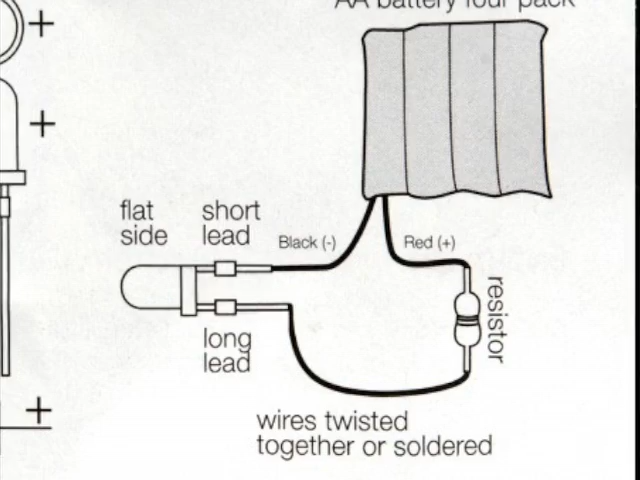 AA battery four pack
+
+
flat
side
short
lead
Black (-)
Red (+)
resistor
long
lead
+
wires twisted
together or soldered